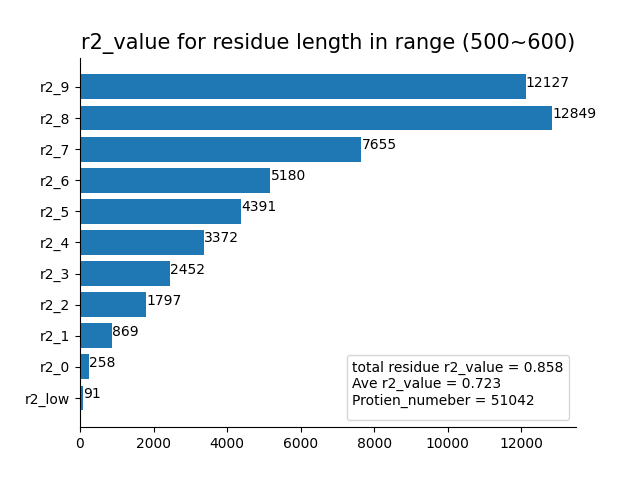 r2_value for residue length in range (500~600)
r2_9 12127
r2_8 12849
r2_7 7655
r2_6 5180
r2_5 4391
r2_4 3372
r2_3 2452
r2_2 1797
r2_1 869
r2_0 258
r2_low 91
total residue r2_value = 0.858
Ave r2_value = 0.723
Protien_numeber = 51042
0 2000 4000 6000 8000 10000 12000